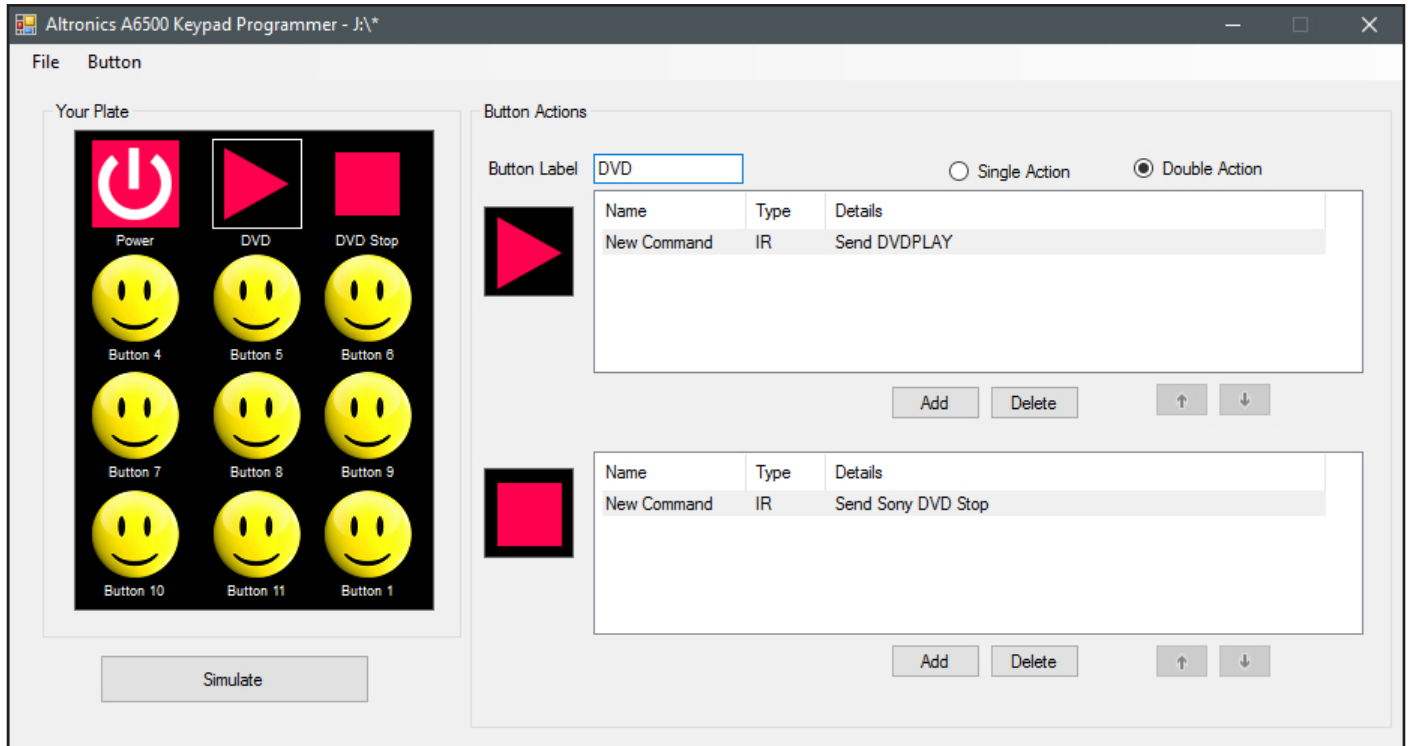 Altronics A6500 Keypad Programmer - J:\*
File Button
Your Plate
Power DVD DVD Stop
Button 4 Button 5 Button 6
Button 7 Button 8 Button 9
Button 10 Button 11 Button 1
Simulate
Button Actions
Button Label DVD Single Action Double Action
Name Type Details
New Command IR Send DVDPLAY
Add Delete
Name Type Details
New Command IR Send Sony DVD Stop
Add Delete